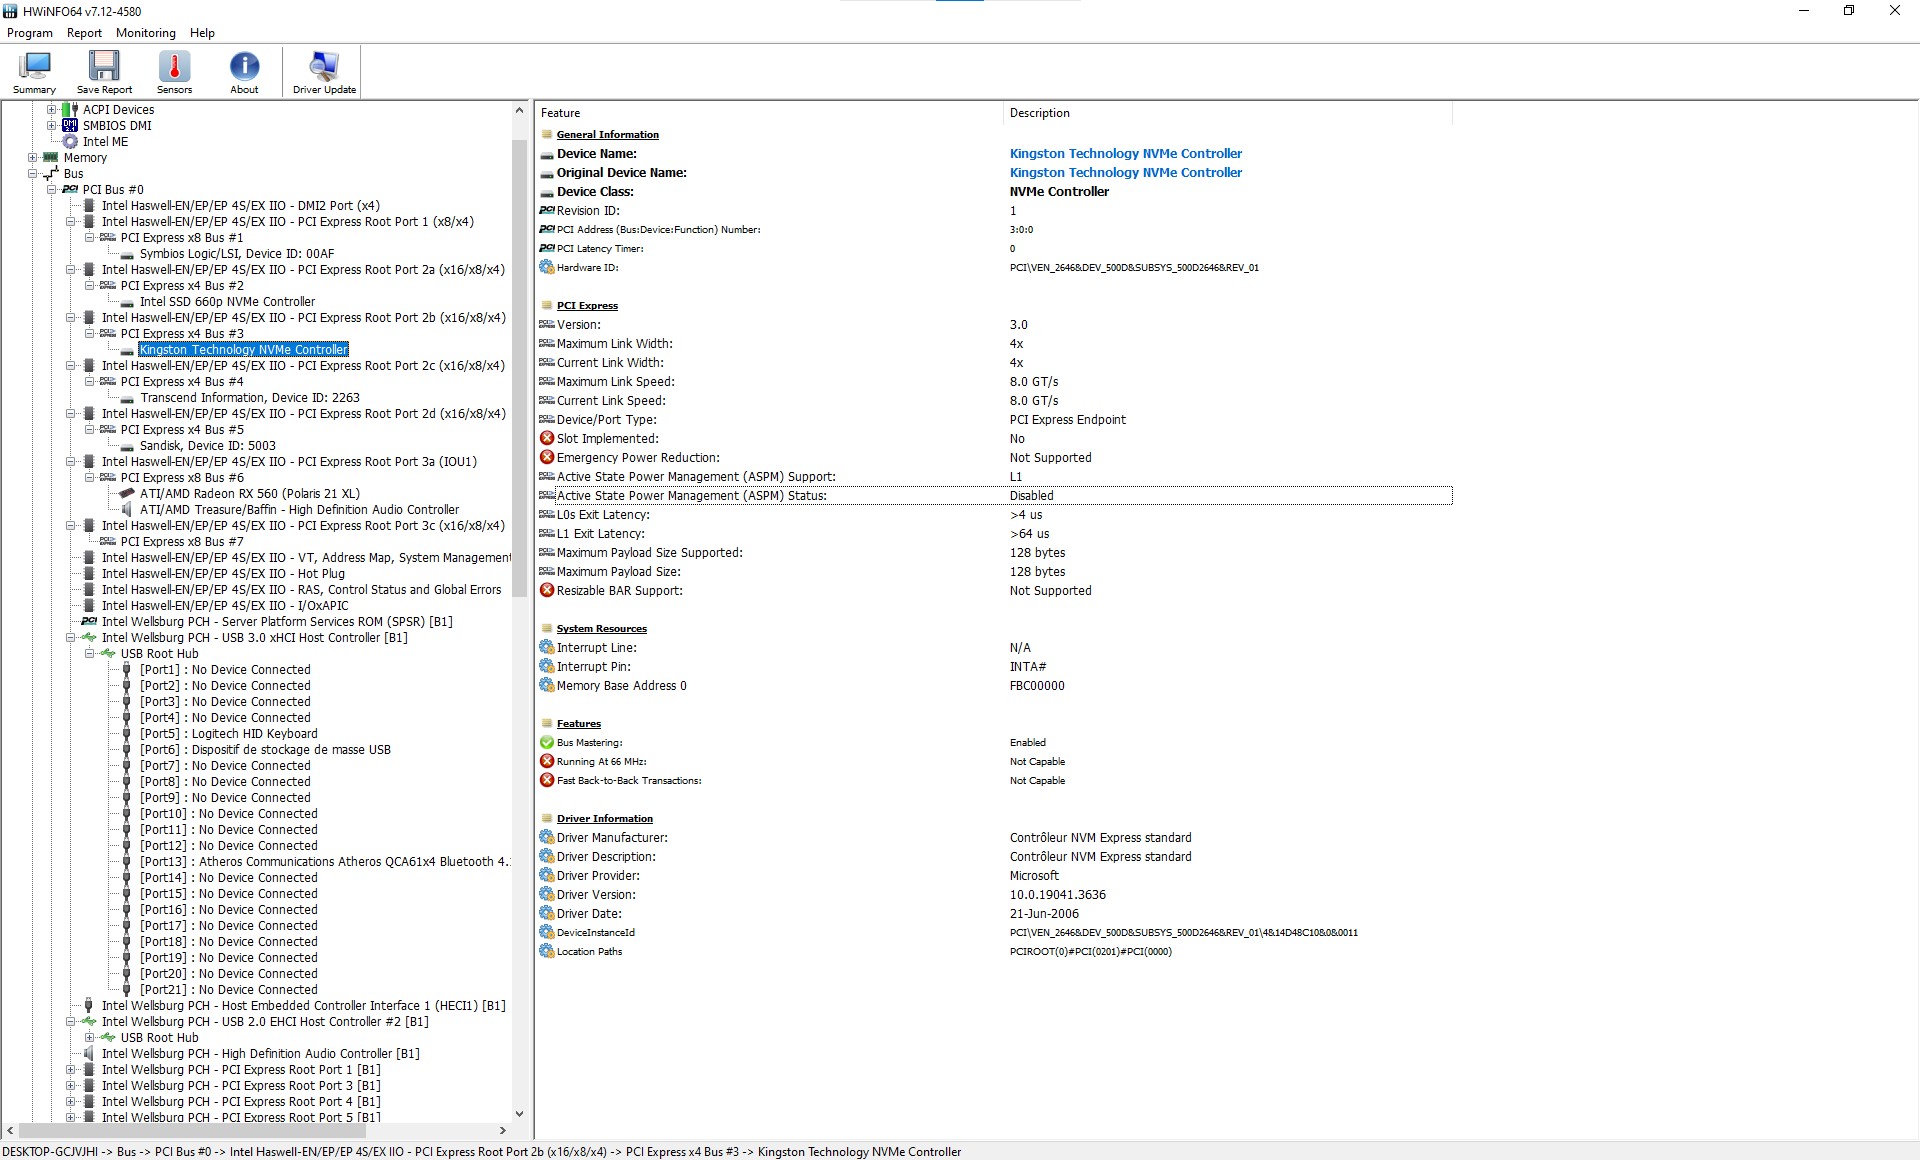 HWiNFO64 v7.12-4580
Program Report Monitoring Help
Summary Save Report Sensors About Driver Update
ACPI Devices
SMBIOS DMI
Intel ME
Memory
Bus
PCI Bus #0
Intel Haswell-EN/EP/EP 4S/EX IIO - DMI2 Port (x4)
Intel Haswell-EN/EP/EP 4S/EX IIO - PCI Express Root Port 1 (x8/x4)
PCI Express x8 Bus #1
Symbios Logic/LSI, Device ID: 00AF
Intel Haswell-EN/EP/EP 4S/EX IIO - PCI Express Root Port 2a (x16/x8/x4)
PCI Express x4 Bus #2
Intel SSD 660p NVMe Controller
Intel Haswell-EN/EP/EP 4S/EX IIO - PCI Express Root Port 2b (x16/x8/x4)
PCI Express x4 Bus #3
Kingston Technology NVMe Controller
Intel Haswell-EN/EP/EP 4S/EX IIO - PCI Express Root Port 2c (x16/x8/x4)
PCI Express x4 Bus #4
Transcend Information, Device ID: 2263
Intel Haswell-EN/EP/EP 4S/EX IIO - PCI Express Root Port 2d (x16/x8/x4)
PCI Express x4 Bus #5
Sandisk, Device ID: 5003
Intel Haswell-EN/EP/EP 4S/EX IIO - PCI Express Root Port 3a (IOU1)
PCI Express x8 Bus #6
ATI/AMD Radeon RX 560 (Polaris 21 XL)
ATI/AMD Treasure/Baffin - High Definition Audio Controller
Intel Haswell-EN/EP/EP 4S/EX IIO - PCI Express Root Port 3c (x16/x8/x4)
PCI Express x8 Bus #7
Intel Haswell-EN/EP/EP 4S/EX IIO - VT, Address Map, System Management
Intel Haswell-EN/EP/EP 4S/EX IIO - Hot Plug
Intel Haswell-EN/EP/EP 4S/EX IIO - RAS, Control Status and Global Errors
Intel Haswell-EN/EP/EP 4S/EX IIO - I/OxAPIC
Intel Wellsburg PCH - Server Platform Services ROM (SPSR) [B1]
Intel Wellsburg PCH - USB 3.0 xHCI Host Controller [B1]
USB Root Hub
[Port1] : No Device Connected
[Port2] : No Device Connected
[Port3] : No Device Connected
[Port4] : No Device Connected
[Port5] : Logitech HID Keyboard
[Port6] : Dispositif de stockage de masse USB
[Port7] : No Device Connected
[Port8] : No Device Connected
[Port9] : No Device Connected
[Port10] : No Device Connected
[Port11] : No Device Connected
[Port12] : No Device Connected
[Port13] : Atheros Communications Atheros QCA61x4 Bluetooth 4.
[Port14] : No Device Connected
[Port15] : No Device Connected
[Port16] : No Device Connected
[Port17] : No Device Connected
[Port18] : No Device Connected
[Port19] : No Device Connected
[Port20] : No Device Connected
[Port21] : No Device Connected
Intel Wellsburg PCH - Host Embedded Controller Interface 1 (HECI1) [B1]
Intel Wellsburg PCH - USB 2.0 EHCI Host Controller #2 [B1]
USB Root Hub
Intel Wellsburg PCH - High Definition Audio Controller [B1]
Intel Wellsburg PCH - PCI Express Root Port 1 [B1]
Intel Wellsburg PCH - PCI Express Root Port 3 [B1]
Intel Wellsburg PCH - PCI Express Root Port 4 [B1]
Intel Wellsburg PCH - PCI Express Root Port 5 [B1]
Feature Description
General Information
Device Name: Kingston Technology NVMe Controller
Original Device Name: Kingston Technology NVMe Controller
Device Class: NVMe Controller
Revision ID: 1
PCI Address (Bus:Device:Function) Number: 3:0:0
PCI Latency Timer: 0
Hardware ID: PCI\VEN_2646&DEV_500D&SUBSYS_500D2646&REV_01
PCI Express
Version: 3.0
Maximum Link Width: 4x
Current Link Width: 4x
Maximum Link Speed: 8.0 GT/s
Current Link Speed: 8.0 GT/s
Device/Port Type: PCI Express Endpoint
Slot Implemented: No
Emergency Power Reduction: Not Supported
Active State Power Management (ASPM) Support: L1
Active State Power Management (ASPM) Status: Disabled
L0s Exit Latency: >4 us
L1 Exit Latency: >64 us
Maximum Payload Size Supported: 128 bytes
Maximum Payload Size: 128 bytes
Resizable BAR Support: Not Supported
System Resources
Interrupt Line: N/A
Interrupt Pin: INTA#
Memory Base Address 0 FBC00000
Features
Bus Mastering: Enabled
Running At 66 MHz: Not Capable
Fast Back-to-Back Transactions: Not Capable
Driver Information
Driver Manufacturer: Contrôleur NVM Express standard
Driver Description: Contrôleur NVM Express standard
Driver Provider: Microsoft
Driver Version: 10.0.19041.3636
Driver Date: 21-Jun-2006
DeviceInstanceId PCI\VEN_2646&DEV_500D&SUBSYS_500D2646&REV_01\4&14D48C10&0&0011
Location Paths PCIROOT(0)#PCI(0201)#PCI(0000)
DESKTOP-GCJVJHI -> Bus -> PCI Bus #0 -> Intel Haswell-EN/EP/EP 4S/EX IIO - PCI Express Root Port 2b (x16/x8/x4) -> PCI Express x4 Bus #3 -> Kingston Technology NVMe Controller